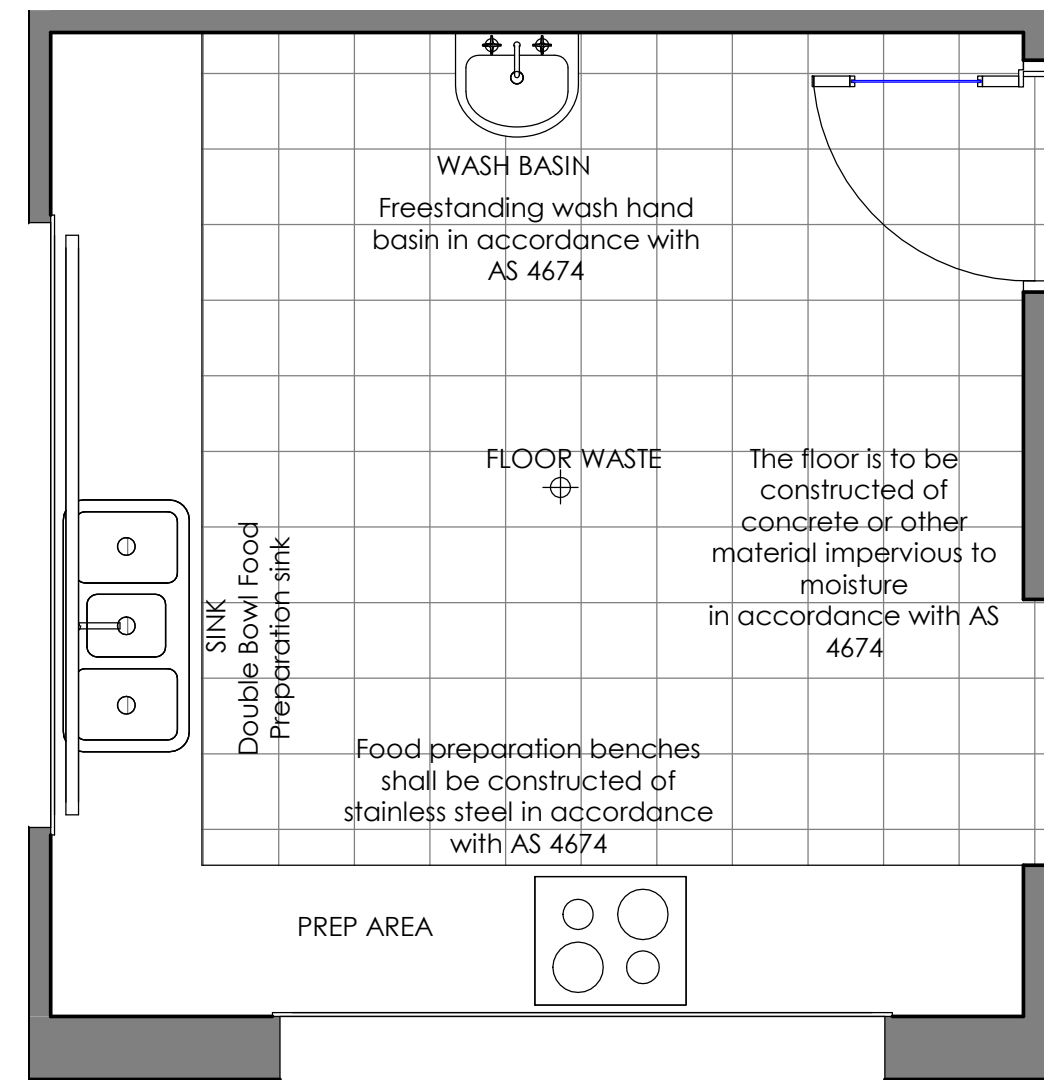 WASH BASIN
Freestanding wash hand
basin in accordance with
AS 4674
FLOOR WASTE
The floor is to be
constructed of
concrete or other
material impervious to
moisture
in accordance with AS
4674
SINK
Double Bowl Food
Preparation sink
Food preparation benches
shall be constructed of
stainless steel in accordance
with AS 4674
PREP AREA